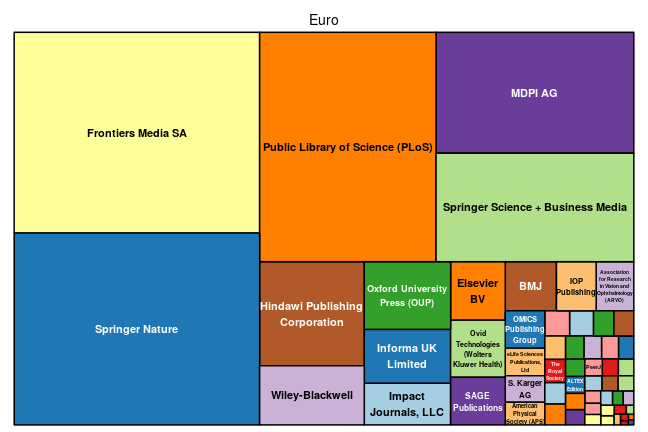 Euro
Frontiers Media SA
Public Library of Science (PLoS)
MDPI AG
Springer Science + Business Media
Springer Nature
Hindawi Publishing
Corporation
Wiley-Blackwell
Oxford University
Press (OUP)
Informa UK
Limited
Impact
Journals, LLC
Elsevier
BV
Ovid
Technologies
(Wolters
Kluwer Health)
SAGE
Publications
BMJ
IOP
Publishing
Association
for Research
in Vision and
Ophthalmology
(ARVO)
OMICS
Publishing
Group
eLife Sciences
Publications,
Ltd
S. Karger
AG
American
Physical
Society (APS)
The
Royal
Society
PeerJ
ALTEX
Edition